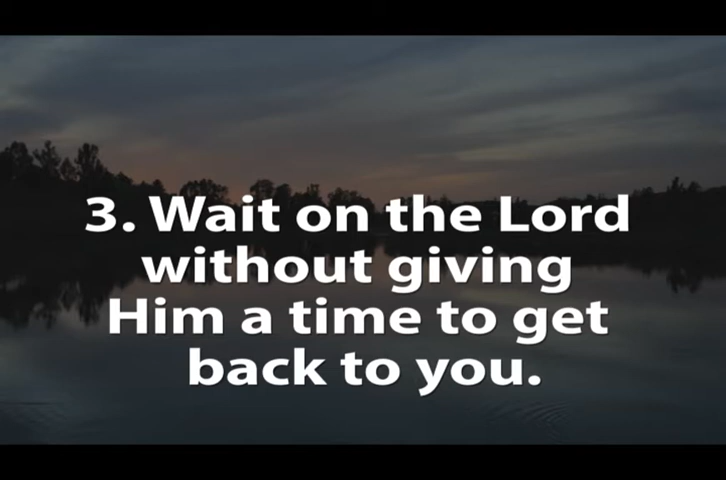 3. Wait on the Lord
without giving
Him a time to get
back to you.